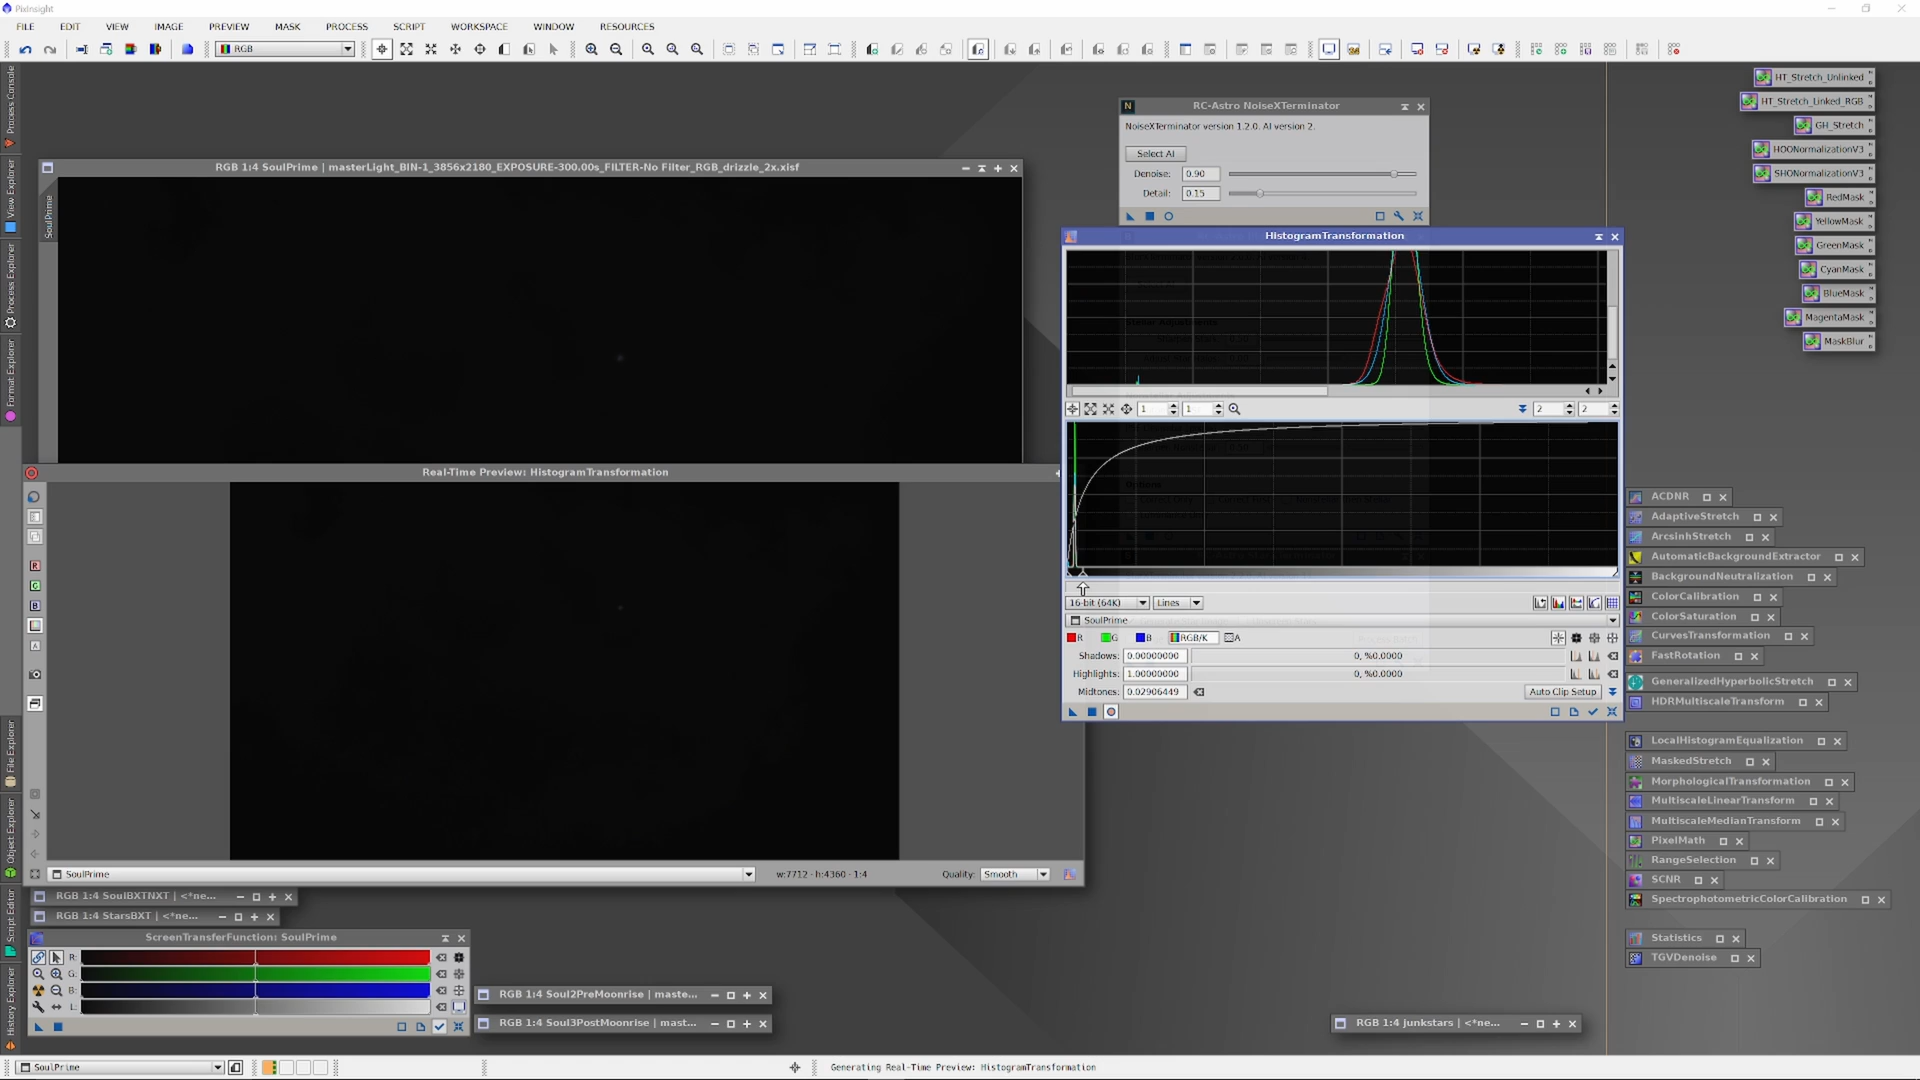 PixInsight
FILE EDIT VIEW IMAGE PREVIEW MASK PROCESS SCRIPT WORKSPACE WINDOW RESOURCES
RGB
Process Console
View Explorer
Process Explorer
Format Explorer
File Explorer
Object Explorer
Script Editor
History Explorer
RGB 1:4 SoulPrime | masterLight_BIN-1_3856x2180_EXPOSURE-300.00s_FILTER-No Filter_RGB_drizzle_2x.xisf
SoulPrime
RC-Astro NoiseXTerminator
NoiseXTerminator version 1.2.0. AI version 2.
Select AI
Denoise: 0.90
Detail: 0.15
HistogramTransformation
1 1 2 2
16-bit (64K) Lines
SoulPrime
R G B RGB/K A
Shadows: 0.00000000 0, %0.0000
Highlights: 1.00000000 0, %0.0000
Midtones: 0.02906449 Auto Clip Setup
Real-Time Preview: HistogramTransformation
R
G
B
A
SoulPrime w:7712 · h:4360 · 1:4 Quality: Smooth
RGB 1:4 SoulBXTNXT | <*ne...
RGB 1:4 StarsBXT | <*ne...
ScreenTransferFunction: SoulPrime
R:
G:
B:
L:
RGB 1:4 Soul2PreMoonrise | maste...
RGB 1:4 Soul3PostMoonrise | mast...
RGB 1:4 junkstars | <*ne...
HT_Stretch_Unlinked
HT_Stretch_Linked_RGB
GH_Stretch
HOONormalizationV3
SHONormalizationV3
RedMask
YellowMask
GreenMask
CyanMask
BlueMask
MagentaMask
MaskBlur
ACDNR
AdaptiveStretch
ArcsinhStretch
AutomaticBackgroundExtractor
BackgroundNeutralization
ColorCalibration
ColorSaturation
CurvesTransformation
FastRotation
GeneralizedHyperbolicStretch
HDRMultiscaleTransform
LocalHistogramEqualization
MaskedStretch
MorphologicalTransformation
MultiscaleLinearTransform
MultiscaleMedianTransform
PixelMath
RangeSelection
SCNR
SpectrophotometricColorCalibration
Statistics
TGVDenoise
SoulPrime
Generating Real-Time Preview: HistogramTransformation